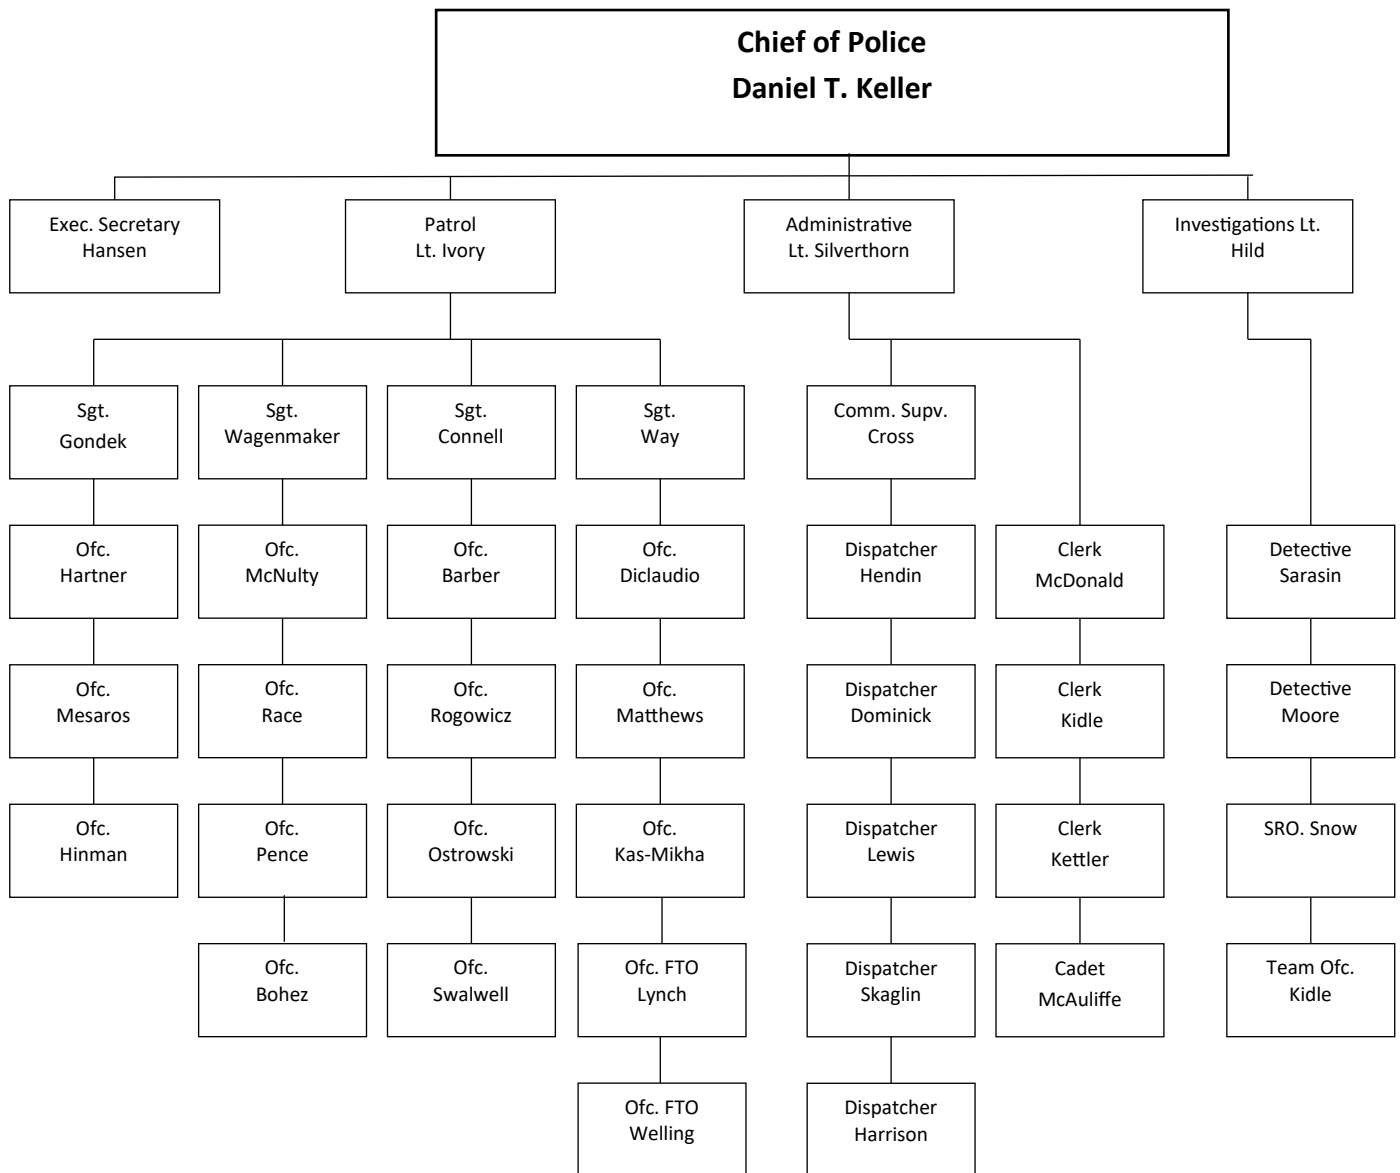 Chief of Police
Daniel T. Keller
Exec. Secretary
Hansen
Patrol
Lt. Ivory
Administrative
Lt. Silverthorn
Investigations Lt.
Hild
Sgt.
Gondek
Sgt.
Wagenmaker
Sgt.
Connell
Sgt.
Way
Comm. Supv.
Cross
Ofc.
Hartner
Ofc.
McNulty
Ofc.
Barber
Ofc.
Diclaudio
Dispatcher
Hendin
Clerk
McDonald
Detective
Sarasin
Ofc.
Mesaros
Ofc.
Race
Ofc.
Rogowicz
Ofc.
Matthews
Dispatcher
Dominick
Clerk
Kidle
Detective
Moore
Ofc.
Hinman
Ofc.
Pence
Ofc.
Ostrowski
Ofc.
Kas-Mikha
Dispatcher
Lewis
Clerk
Kettler
SRO. Snow
Ofc.
Bohez
Ofc.
Swalwell
Ofc. FTO
Lynch
Dispatcher
Skaglin
Cadet
McAuliffe
Team Ofc.
Kidle
Ofc. FTO
Welling
Dispatcher
Harrison